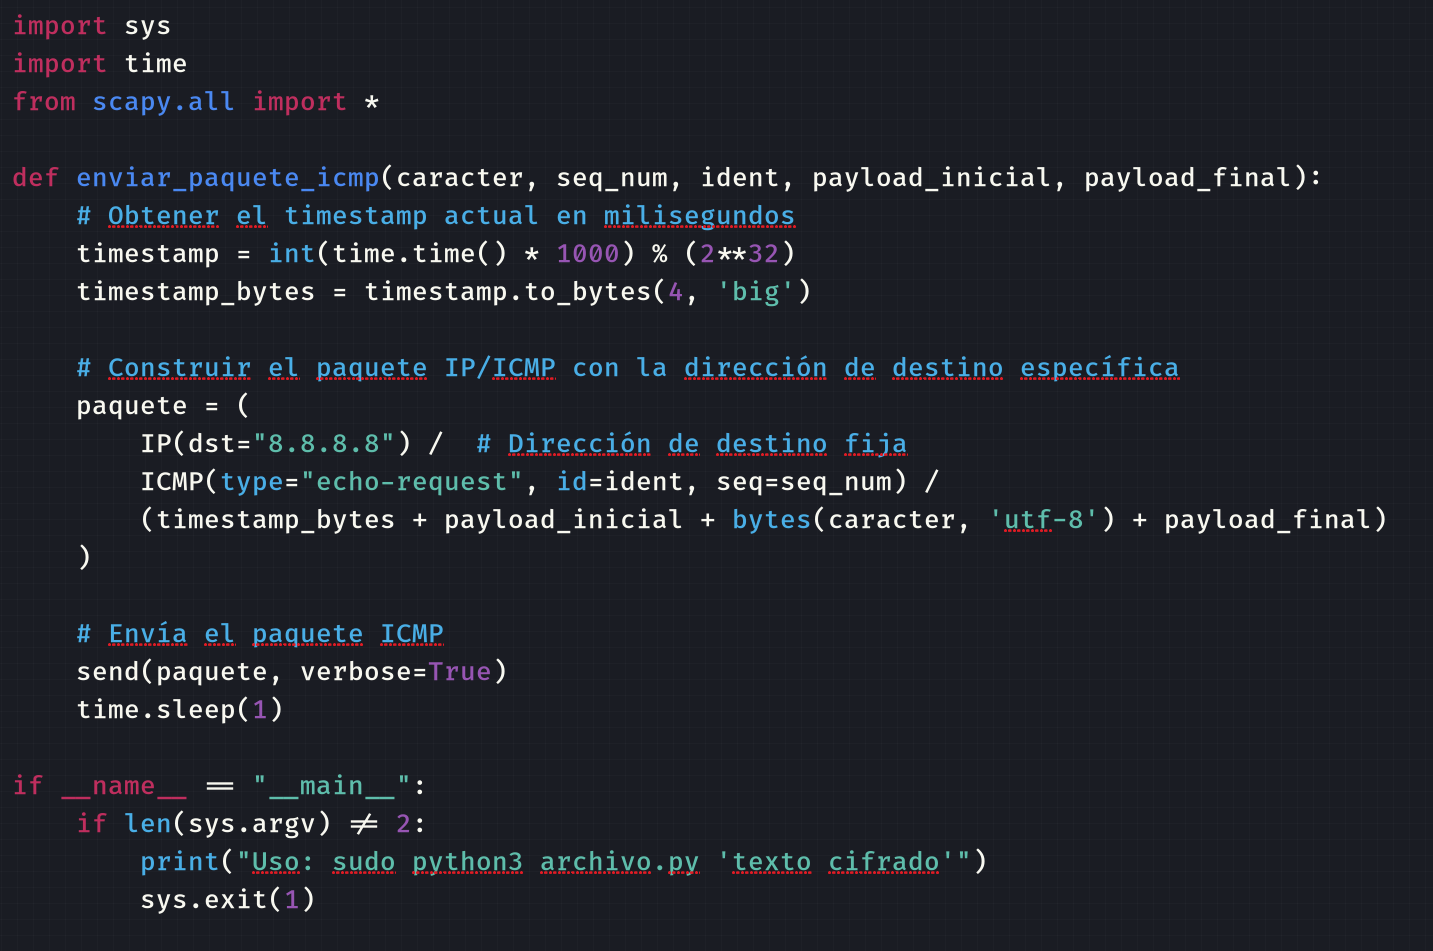 import sys
import time
from scapy.all import *
def enviar_paquete_icmp(caracter, seq_num, ident, payload_inicial, payload_final):
# Obtener el timestamp actual en milisegundos
timestamp = int(time.time() * 1000) % (2**32)
timestamp_bytes = timestamp.to_bytes(4, 'big')
# Construir el paquete IP/ICMP con la dirección de destino específica
paquete = (
IP(dst="8.8.8.8") /  # Dirección de destino fija
ICMP(type="echo-request", id=ident, seq=seq_num) /
(timestamp_bytes + payload_inicial + bytes(caracter, 'utf-8') + payload_final)
)
# Envía el paquete ICMP
send(paquete, verbose=True)
time.sleep(1)
if __name__ == "__main__":
if len(sys.argv) != 2:
print("Uso: sudo python3 archivo.py 'texto cifrado'")
sys.exit(1)